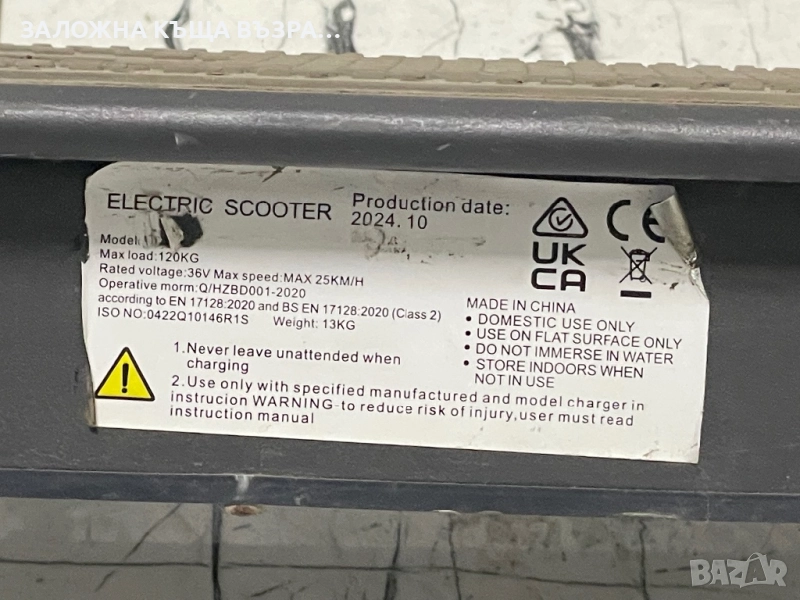 ЗАЛОЖНА КЪЩА ВЪЗРА...
ELECTRIC SCOOTER
Production date:
2024.10
Model:
Max load:120KG
Rated voltage:36V Max speed:MAX 25KM/H
Operative morm:Q/HZBD001-2020
according to EN 17128:2020 and BS EN 17128:2020 (Class 2)
ISO NO:0422Q10146R1S Weight: 13KG
CE
UK
CA
MADE IN CHINA
• DOMESTIC USE ONLY
• USE ON FLAT SURFACE ONLY
• DO NOT IMMERSE IN WATER
• STORE INDOORS WHEN
NOT IN USE
1.Never leave unattended when
charging
2.Use only with specified manufactured and model charger in
instrucion WARNING-to reduce risk of injury,user must read
instruction manual
BAZAR